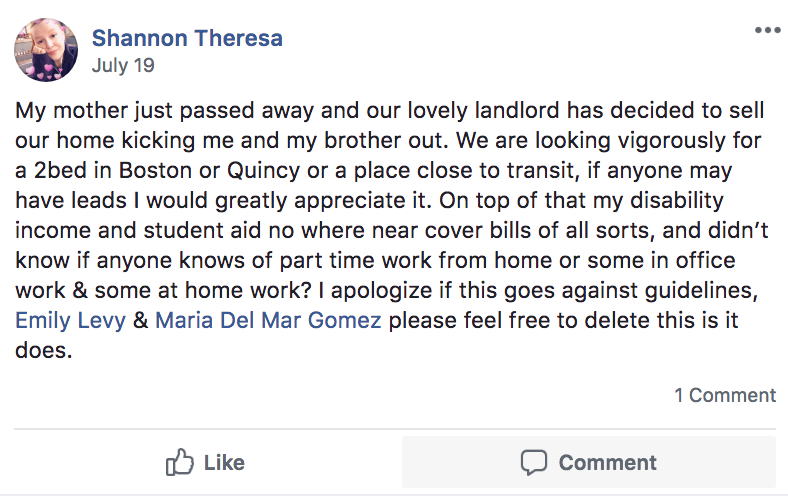 Shannon Theresa
July 19
My mother just passed away and our lovely landlord has decided to sell
our home kicking me and my brother out. We are looking vigorously for
a 2bed in Boston or Quincy or a place close to transit, if anyone may
have leads I would greatly appreciate it. On top of that my disability
income and student aid no where near cover bills of all sorts, and didn’t
know if anyone knows of part time work from home or some in office
work & some at home work? I apologize if this goes against guidelines,
Emily Levy & Maria Del Mar Gomez please feel free to delete this is it
does.
1 Comment
Like
Comment